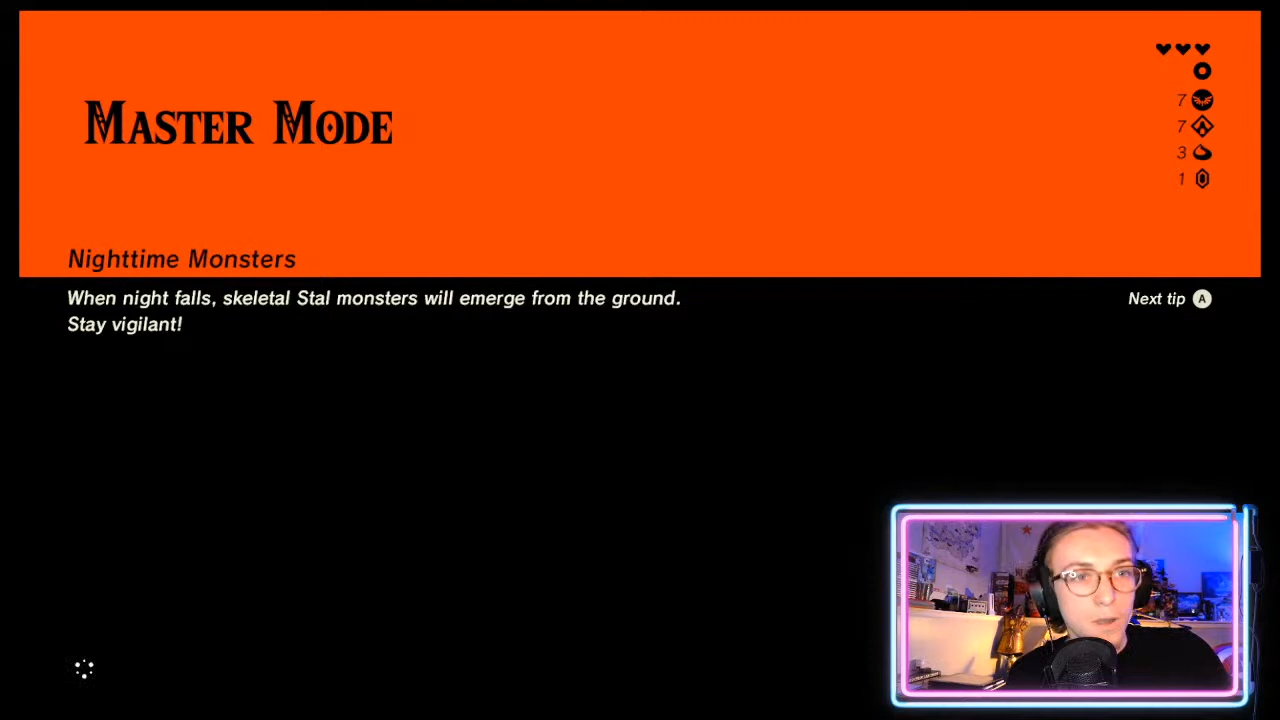 Master Mode
7
7
3
1
Nighttime Monsters
When night falls, skeletal Stal monsters will emerge from the ground.
Stay vigilant!
Next tip A